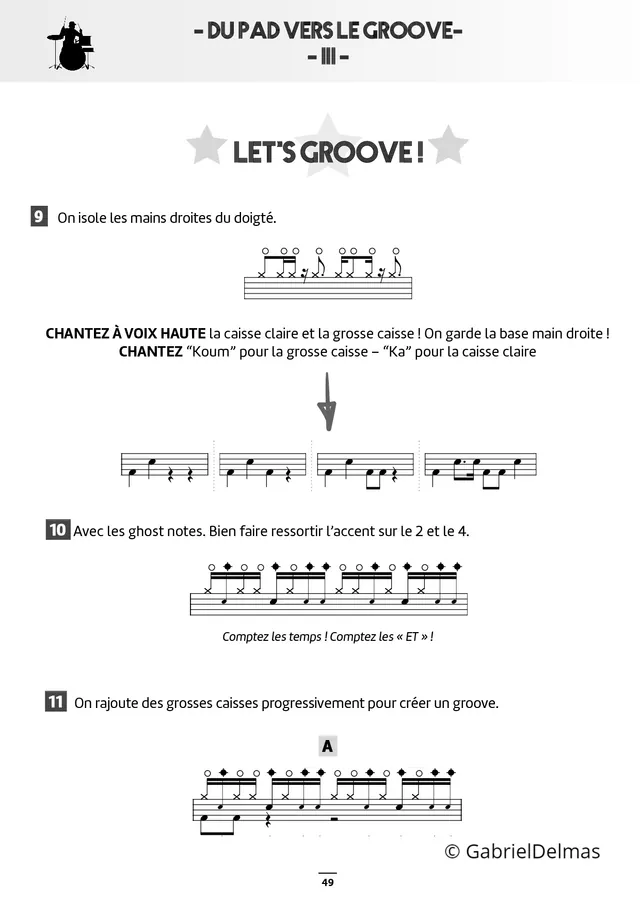 - DU PAD VERS LE GROOVE-
- III -
LET'S GROOVE !
9 On isole les mains droites du doigté.
CHANTEZ À VOIX HAUTE la caisse claire et la grosse caisse ! On garde la base main droite !
CHANTEZ “Koum” pour la grosse caisse – “Ka” pour la caisse claire
10 Avec les ghost notes. Bien faire ressortir l’accent sur le 2 et le 4.
Comptez les temps ! Comptez les « ET » !
11 On rajoute des grosses caisses progressivement pour créer un groove.
A
© GabrielDelmas
49